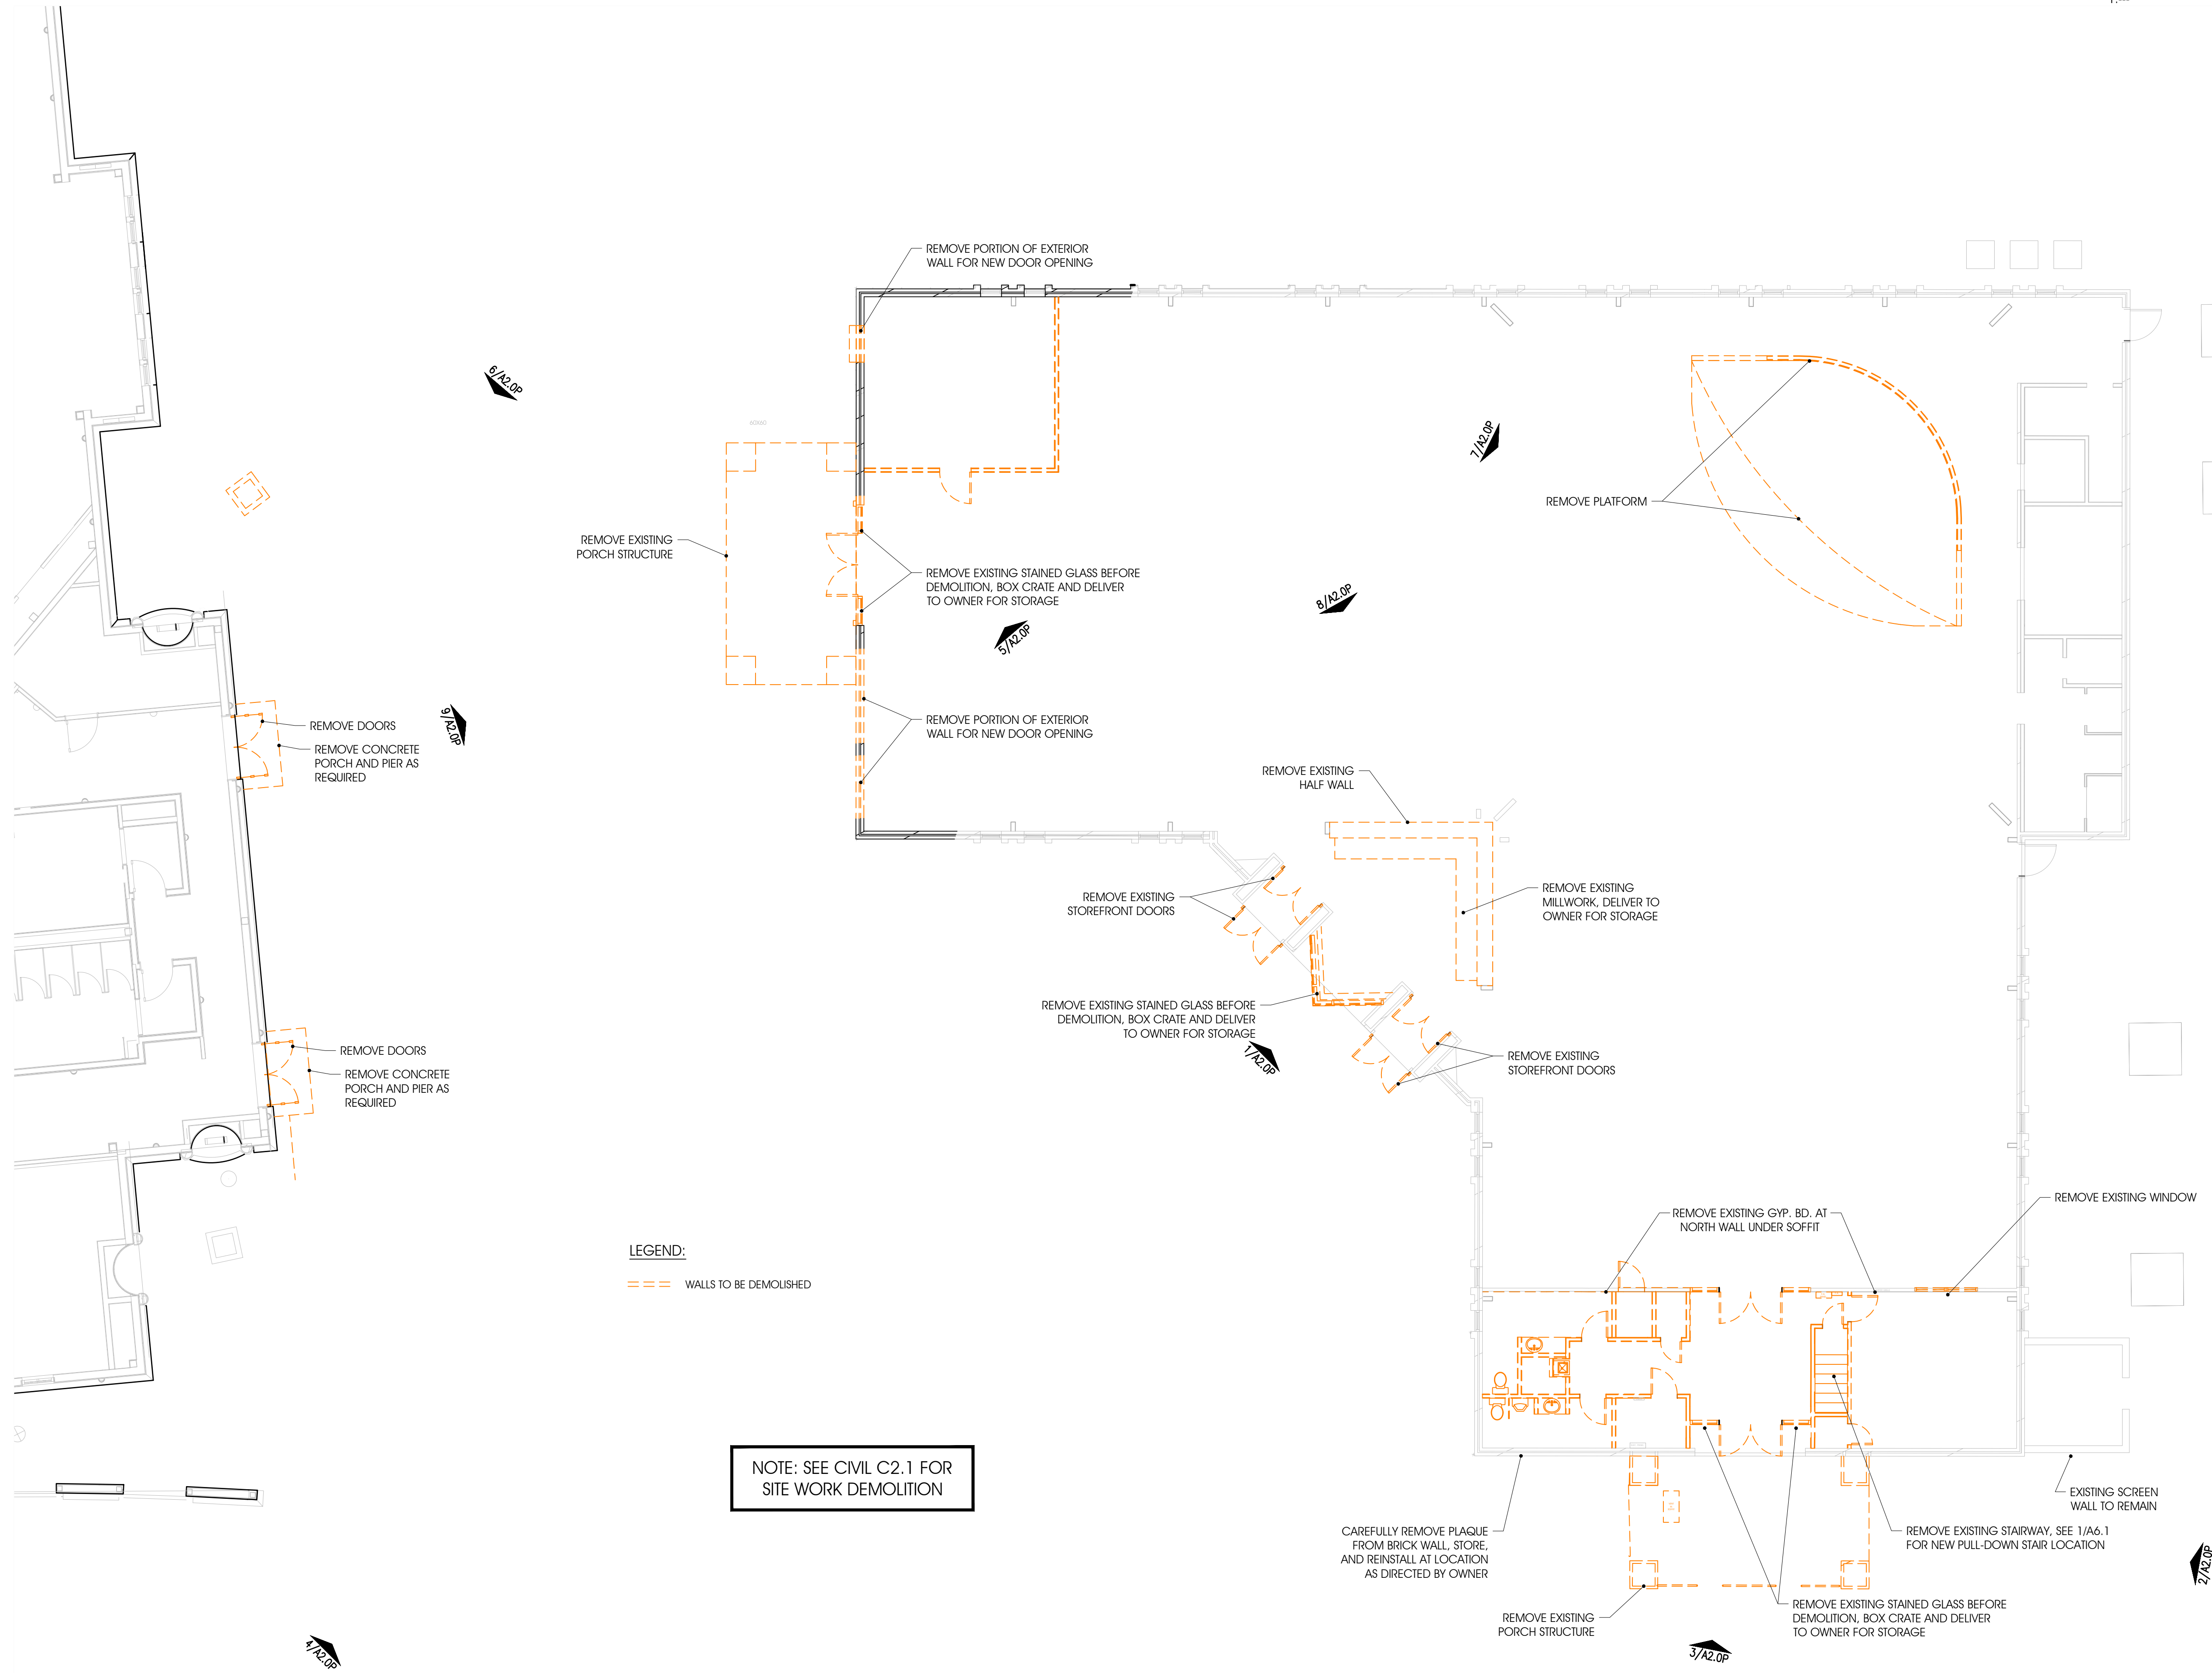 REMOVE PORTION OF EXTERIOR
WALL FOR NEW DOOR OPENING
6/A2.0P
60X60
7/A2.0P
REMOVE PLATFORM
REMOVE EXISTING
PORCH STRUCTURE
REMOVE EXISTING STAINED GLASS BEFORE
DEMOLITION, BOX CRATE AND DELIVER
TO OWNER FOR STORAGE
8/A2.0P
5/A2.0P
9/A2.0P
REMOVE DOORS
REMOVE CONCRETE
PORCH AND PIER AS
REQUIRED
REMOVE PORTION OF EXTERIOR
WALL FOR NEW DOOR OPENING
REMOVE EXISTING
HALF WALL
REMOVE EXISTING
STOREFRONT DOORS
REMOVE EXISTING
MILLWORK, DELIVER TO
OWNER FOR STORAGE
REMOVE EXISTING STAINED GLASS BEFORE
DEMOLITION, BOX CRATE AND DELIVER
TO OWNER FOR STORAGE
1/A2.0P
REMOVE EXISTING
STOREFRONT DOORS
REMOVE DOORS
REMOVE CONCRETE
PORCH AND PIER AS
REQUIRED
REMOVE EXISTING WINDOW
REMOVE EXISTING GYP. BD. AT
NORTH WALL UNDER SOFFIT
LEGEND:
WALLS TO BE DEMOLISHED
NOTE: SEE CIVIL C2.1 FOR
SITE WORK DEMOLITION
EXISTING SCREEN
WALL TO REMAIN
CAREFULLY REMOVE PLAQUE
FROM BRICK WALL, STORE,
AND REINSTALL AT LOCATION
AS DIRECTED BY OWNER
REMOVE EXISTING STAIRWAY, SEE 1/A6.1
FOR NEW PULL-DOWN STAIR LOCATION
2/A2.0P
REMOVE EXISTING STAINED GLASS BEFORE
DEMOLITION, BOX CRATE AND DELIVER
TO OWNER FOR STORAGE
REMOVE EXISTING
PORCH STRUCTURE
3/A2.0P
4/A2.0P